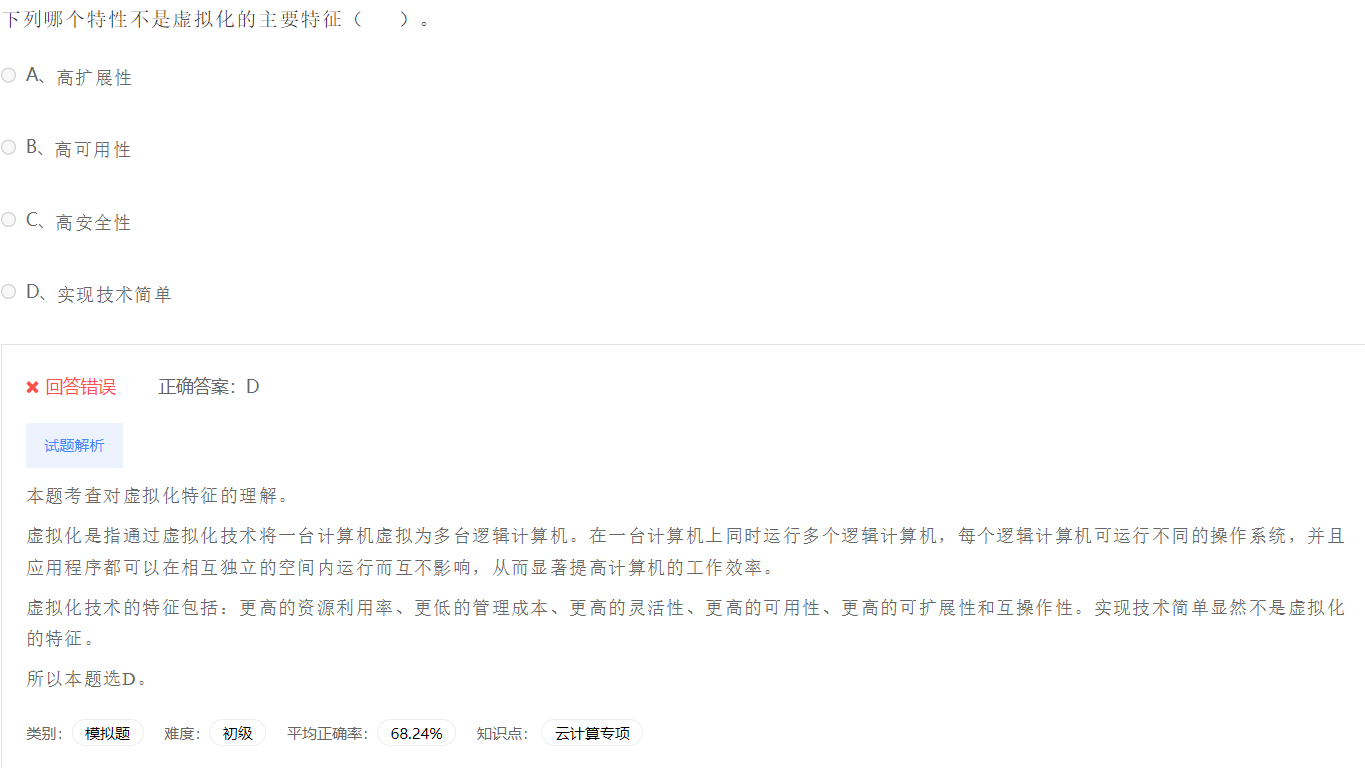 下列哪个特性不是虚拟化的主要特征（　　）。
A、高扩展性
B、高可用性
C、高安全性
D、实现技术简单
回答错误 正确答案：D
试题解析
本题考查对虚拟化特征的理解。
虚拟化是指通过虚拟化技术将一台计算机虚拟为多台逻辑计算机。在一台计算机上同时运行多个逻辑计算机，每个逻辑计算机可运行不同的操作系统，并且
应用程序都可以在相互独立的空间内运行而互不影响，从而显著提高计算机的工作效率。
虚拟化技术的特征包括：更高的资源利用率、更低的管理成本、更高的灵活性、更高的可用性、更高的可扩展性和互操作性。实现技术简单显然不是虚拟化
的特征。
所以本题选D。
类别： 模拟题 难度： 初级 平均正确率： 68.24% 知识点： 云计算专项